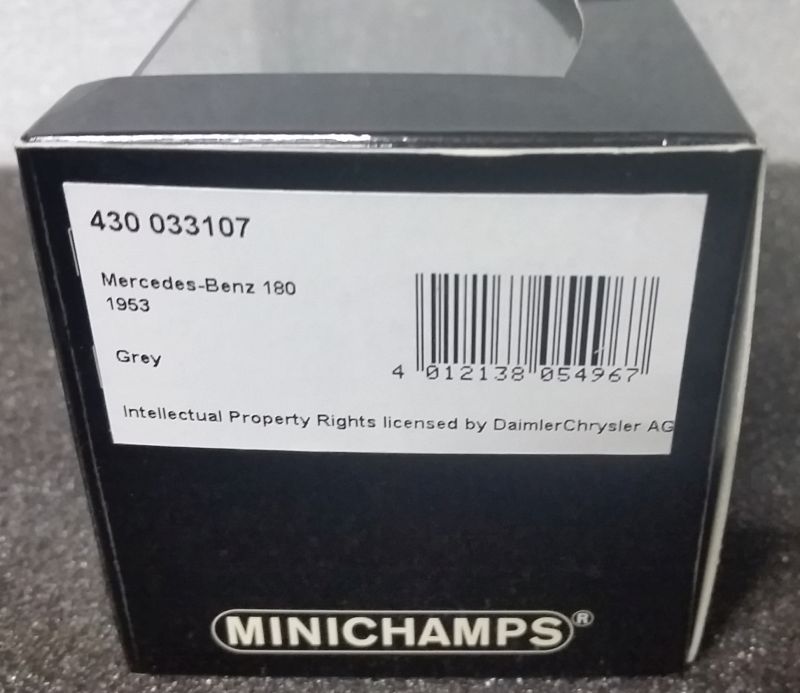 430 033107
Mercedes-Benz 180
1953
Grey
4 012138 054967
Intellectual Property Rights licensed by DaimlerChrysler AG
MINICHAMPS®